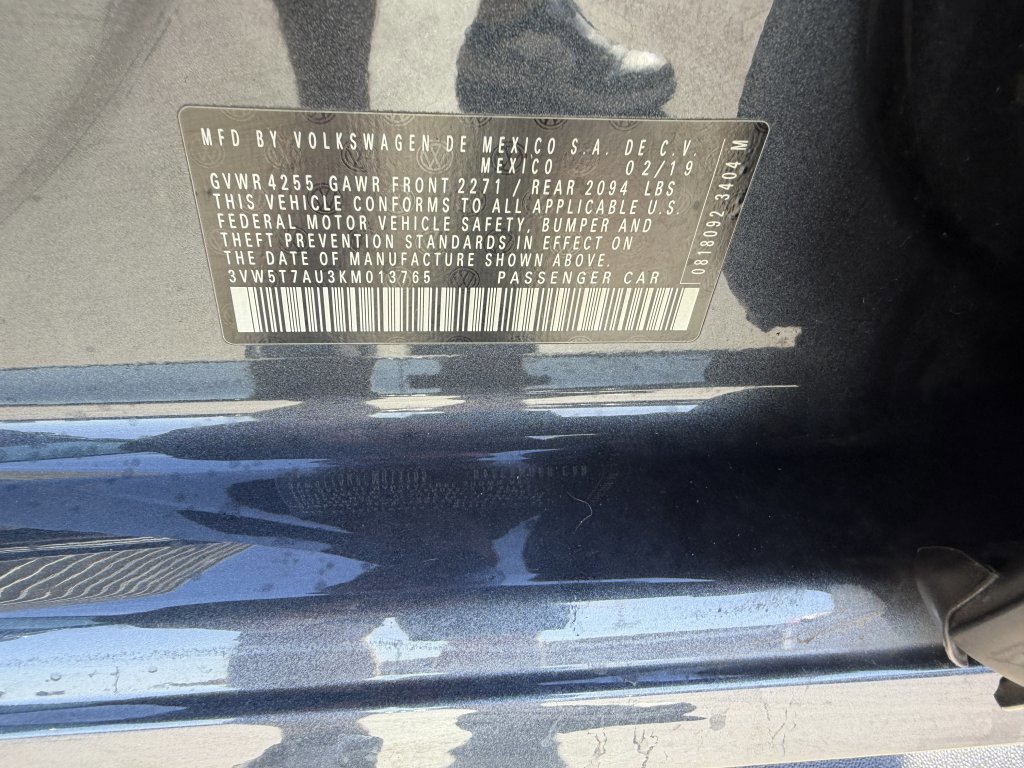 MFD BY VOLKSWAGEN DE MEXICO S.A. DE C.V.
MEXICO 02/19
GVWR 4255 GAWR FRONT 2271 / REAR 2094 LBS
THIS VEHICLE CONFORMS TO ALL APPLICABLE U.S.
FEDERAL MOTOR VEHICLE SAFETY, BUMPER AND
THEFT PREVENTION STANDARDS IN EFFECT ON
THE DATE OF MANUFACTURE SHOWN ABOVE.
3VW5T7AU3KM013765 PASSENGER CAR
0818092 3404 M